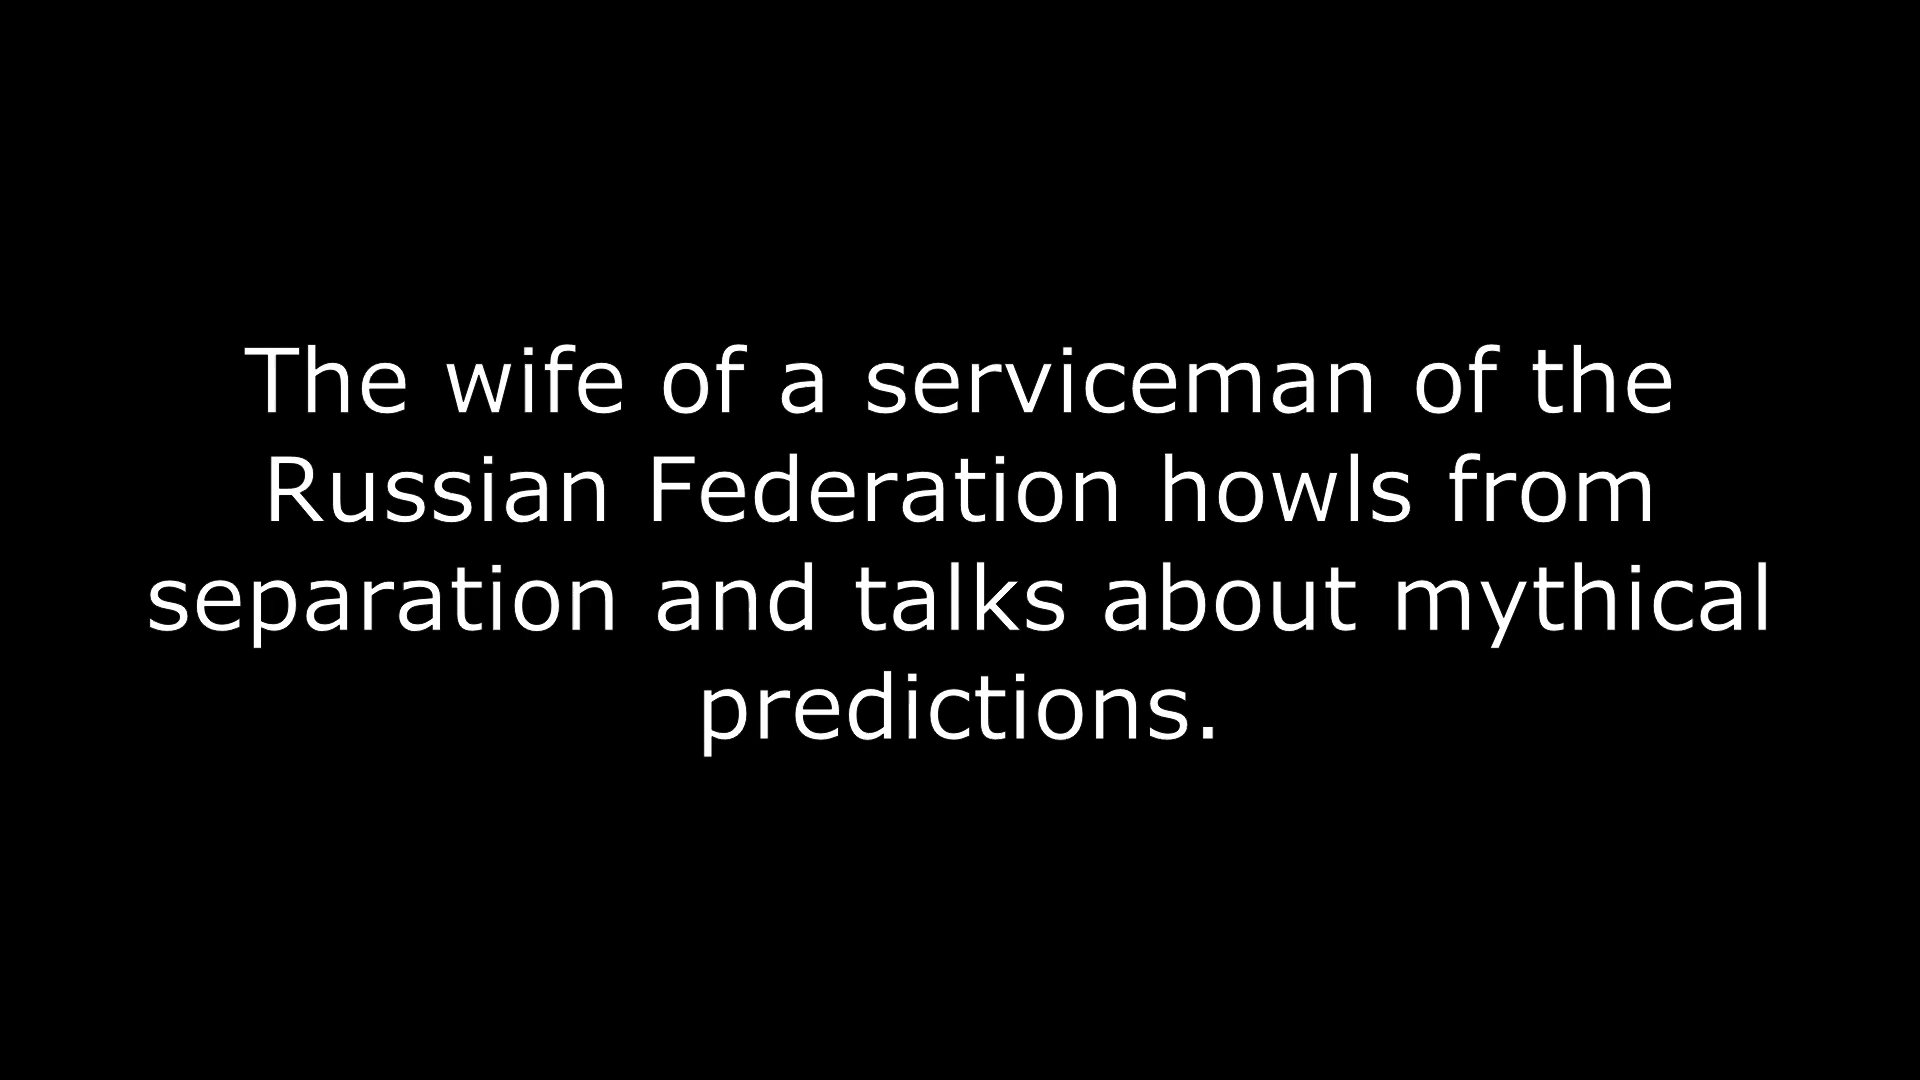 The wife of a serviceman of the
Russian Federation howls from
separation and talks about mythical
predictions.